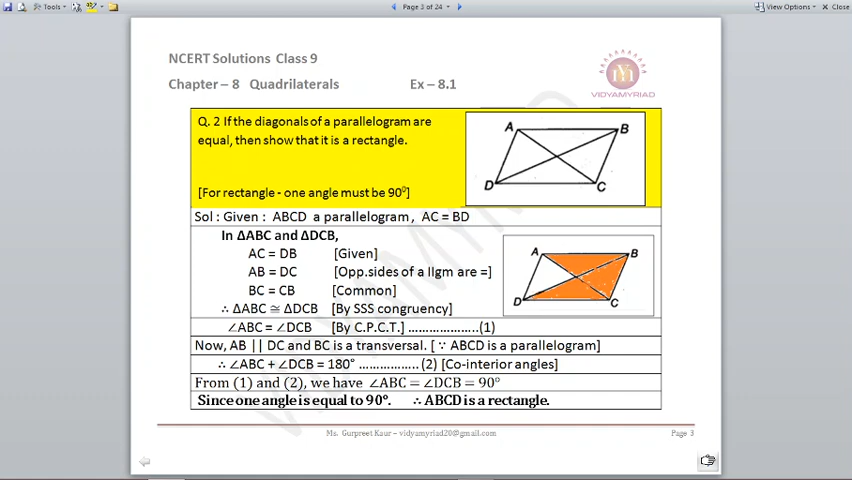 Tools
Page 3 of 24
View Options
Close
NCERT Solutions Class 9
Chapter – 8 Quadrilaterals Ex – 8.1
VIDYAMYRIAD
Q. 2 If the diagonals of a parallelogram are
equal, then show that it is a rectangle.
[For rectangle - one angle must be 90⁰]
A B
D C
Sol : Given : ABCD a parallelogram , AC = BD
In ΔABC and ΔDCB,
AC = DB [Given]
AB = DC [Opp.sides of a IIgm are =]
BC = CB [Common]
∴ ΔABC ≅ ΔDCB [By SSS congruency]
∠ABC = ∠DCB [By C.P.C.T.] ………………..(1)
A B
D C
Now, AB || DC and BC is a transversal. [ ∵ ABCD is a parallelogram]
∴ ∠ABC + ∠DCB = 180° ……………. (2) [Co-interior angles]
From (1) and (2), we have ∠ABC = ∠DCB = 90°
Since one angle is equal to 90°. ∴ ABCD is a rectangle.
Ms. Gurpreet Kaur – vidyamyriad20@gmail.com Page 3